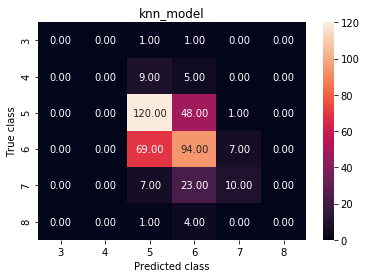 knn_model
True class
3 0.00 0.00 1.00 1.00 0.00 0.00
4 0.00 0.00 9.00 5.00 0.00 0.00
5 0.00 0.00 120.00 48.00 1.00 0.00
6 0.00 0.00 69.00 94.00 7.00 0.00
7 0.00 0.00 7.00 23.00 10.00 0.00
8 0.00 0.00 1.00 4.00 0.00 0.00
3 4 5 6 7 8
Predicted class
120
100
80
60
40
20
0